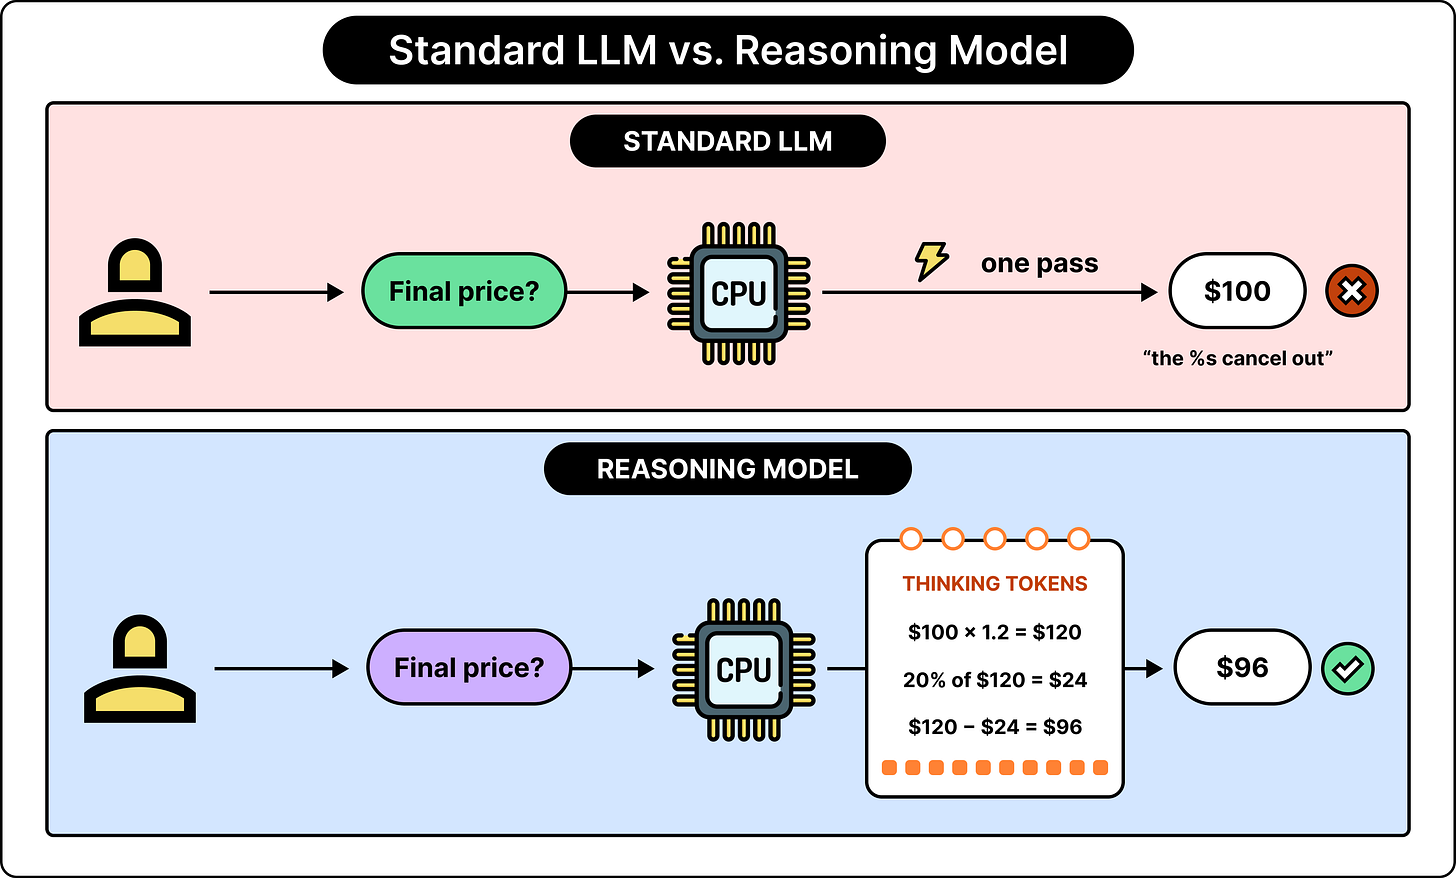 Standard LLM vs. Reasoning Model
STANDARD LLM
Final price?
CPU
one pass
$100
“the %s cancel out”
REASONING MODEL
Final price?
CPU
THINKING TOKENS
$100 × 1.2 = $120
20% of $120 = $24
$120 − $24 = $96
$96